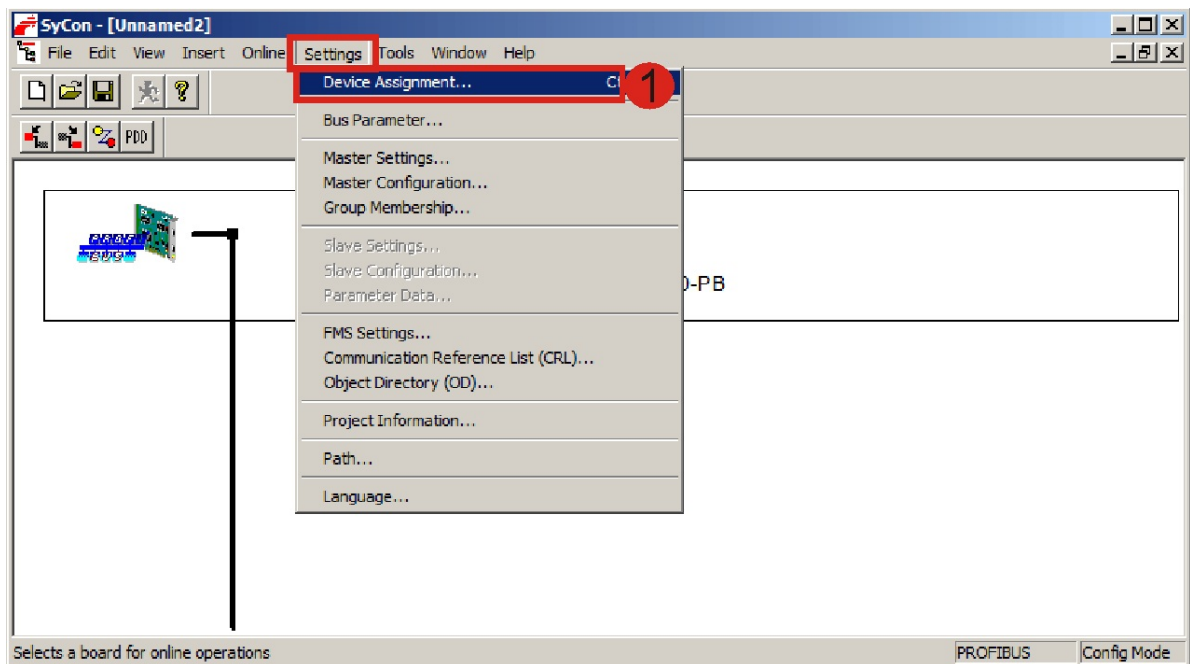 SyCon - [Unnamed2]
File Edit View Insert Online Settings Tools Window Help
Device Assignment...
1
PDD
Bus Parameter...
Master Settings...
Master Configuration...
Group Membership...
Slave Settings...
Slave Configuration...
Parameter Data...
-PB
FMS Settings...
Communication Reference List (CRL)...
Object Directory (OD)...
Project Information...
Path...
Language...
Selects a board for online operations PROFIBUS Config Mode